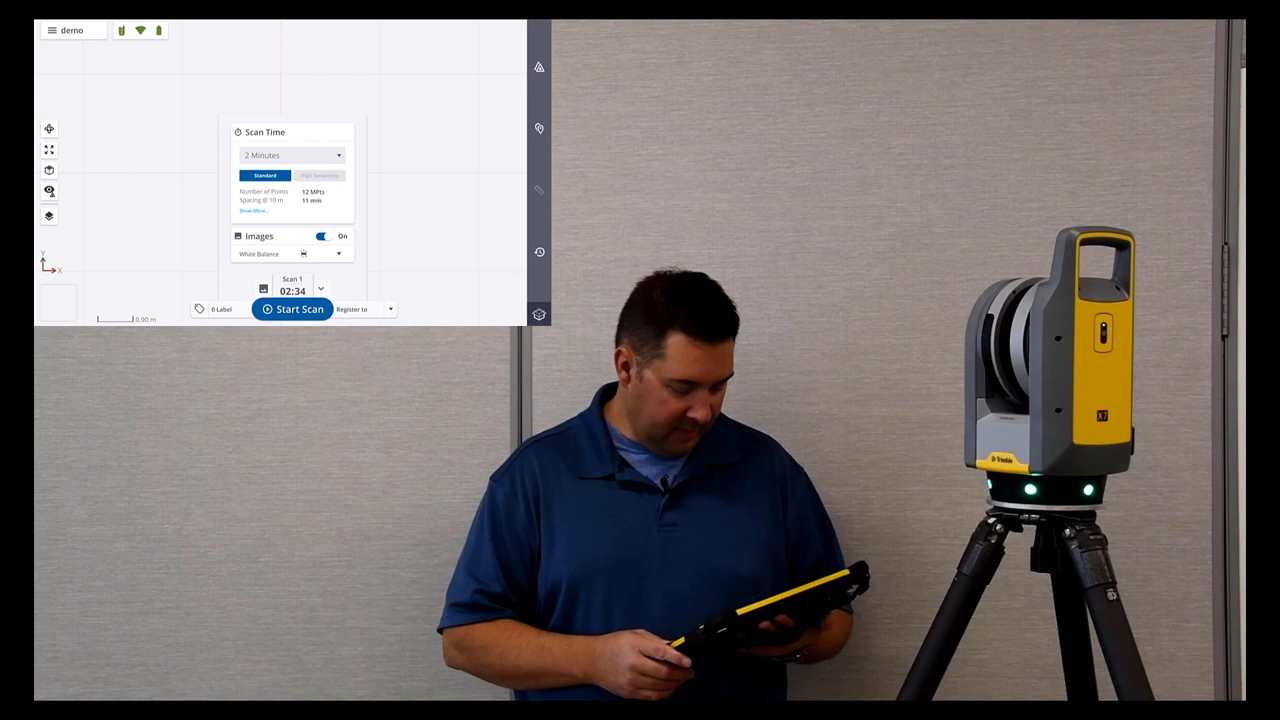 demo
Scan Time
2 Minutes
Standard High Sensitivity
Number of Points 12 MPts
Spacing @ 10 m 11 mm
Show More...
Images On
White Balance
Scan 1
02:34
0 Label Start Scan Register to
0.90 m
Y
X
X7
Trimble